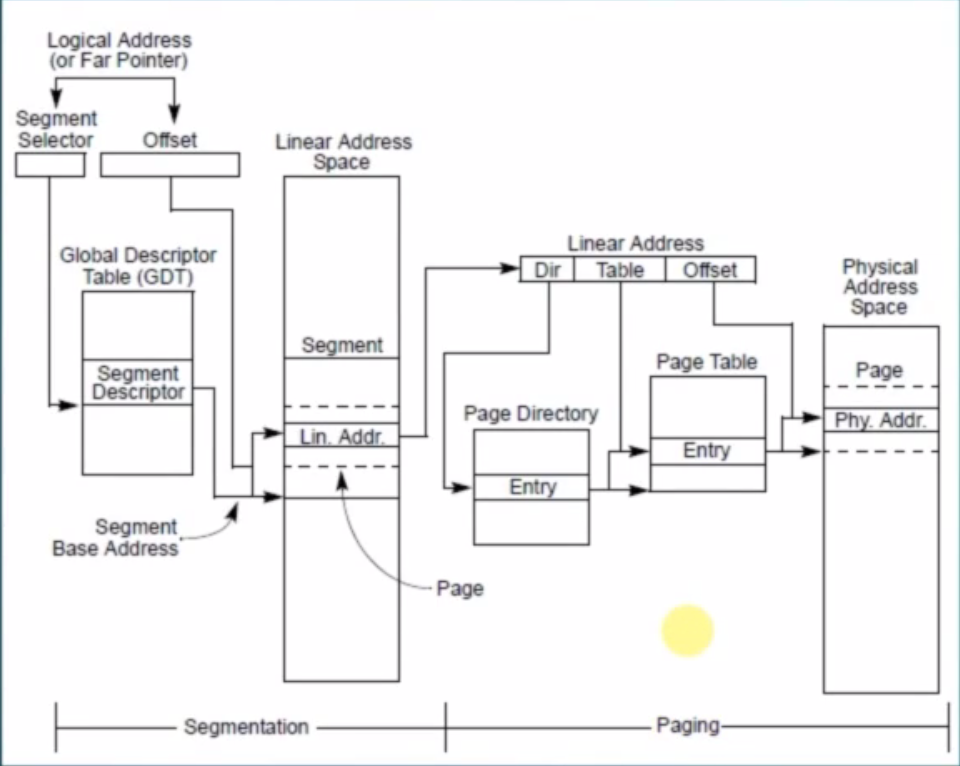 Logical Address
(or Far Pointer)
Segment
Selector
Offset
Linear Address
Space
Global Descriptor
Table (GDT)
Segment
Descriptor
Segment
Lin. Addr.
Segment
Base Address
Page
Linear Address
Dir
Table
Offset
Page Directory
Entry
Page Table
Entry
Physical
Address
Space
Page
Phy. Addr.
Segmentation
Paging